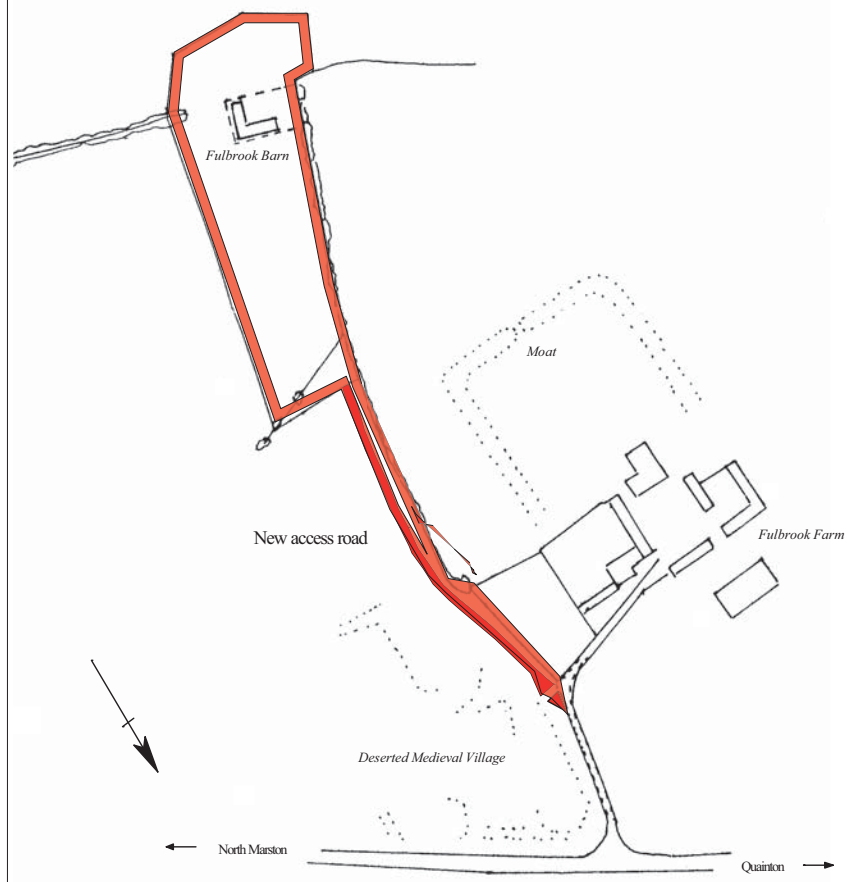 Fulbrook Barn
Moat
New access road
Fulbrook Farm
Deserted Medieval Village
North Marston
Quainton